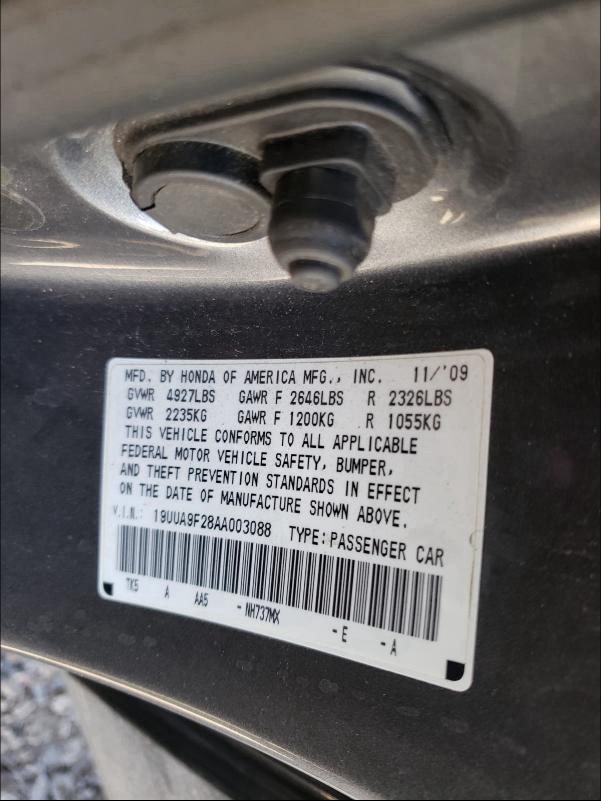 MFD. BY HONDA OF AMERICA MFG., INC. 11/'09
GVWR 4927LBS GAWR F 2646LBS R 2326LBS
GVWR 2235KG GAWR F 1200KG R 1055KG
THIS VEHICLE CONFORMS TO ALL APPLICABLE
FEDERAL MOTOR VEHICLE SAFETY, BUMPER,
AND THEFT PREVENTION STANDARDS IN EFFECT
ON THE DATE OF MANUFACTURE SHOWN ABOVE.
V.I.N.: 19UUA9F28AA003088 TYPE:PASSENGER CAR
TK5 A AA5 -NH737MX -E -A